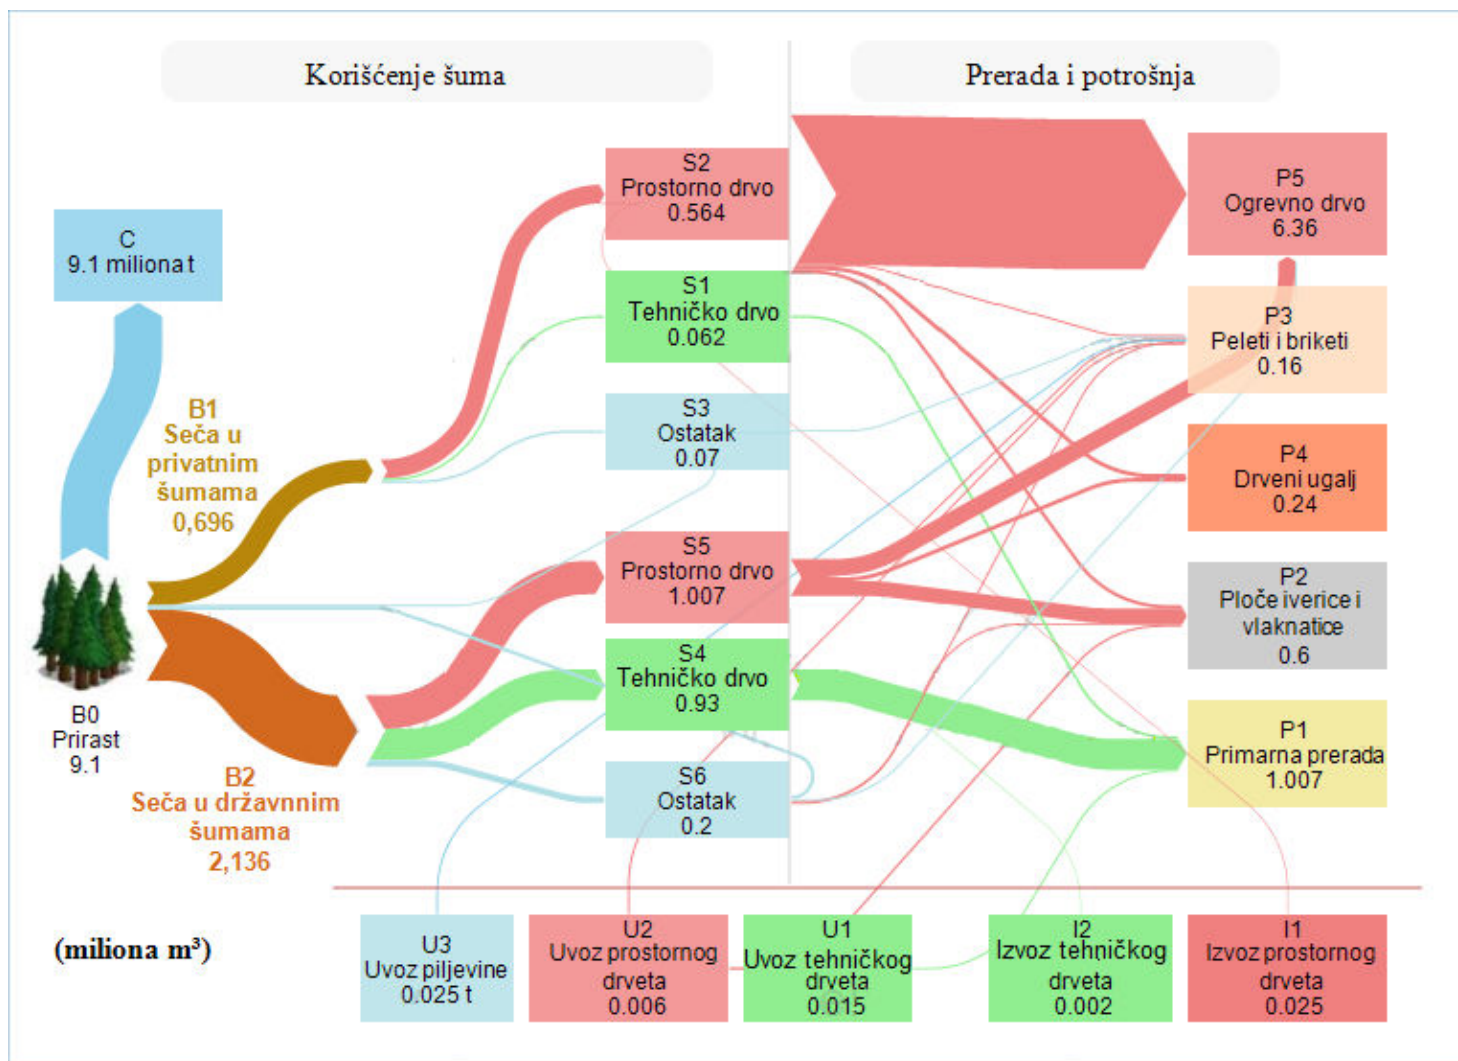 Korišćenje šuma
Prerada i potrošnja
C
9.1 miliona t
B1
Seča u
privatnim
šumama
0,696
B0
Prirast
9.1
B2
Seča u državnnim
šumama
2,136
S2
Prostorno drvo
0.564
S1
Tehničko drvo
0.062
S3
Ostatak
0.07
S5
Prostorno drvo
1.007
S4
Tehničko drvo
0.93
S6
Ostatak
0.2
P5
Ogrevno drvo
6.36
P3
Peleti i briketi
0.16
P4
Drveni ugalj
0.24
P2
Ploče iverice i
vlaknatice
0.6
P1
Primarna prerada
1.007
(miliona m³)
U3
Uvoz piljevine
0.025 t
U2
Uvoz prostornog
drveta
0.006
U1
Uvoz tehničkog
drveta
0.015
I2
Izvoz tehničkog
drveta
0.002
I1
Izvoz prostornog
drveta
0.025